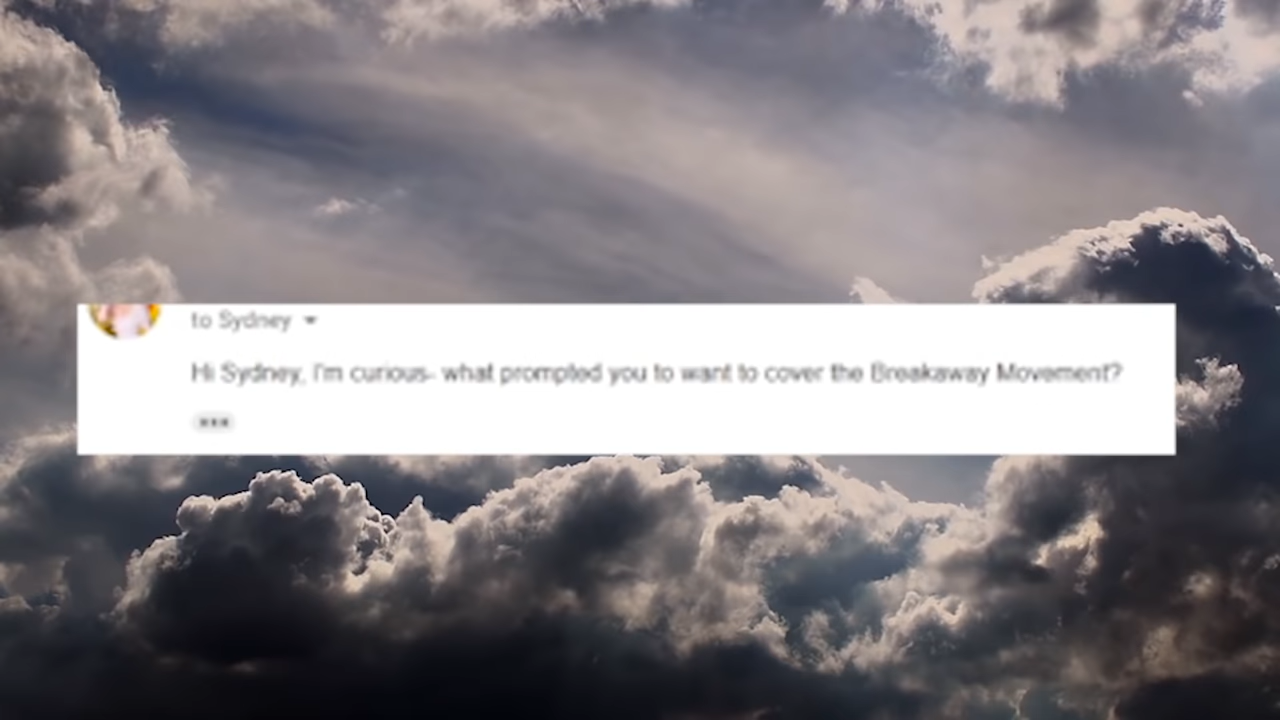 to Sydney
Hi Sydney, I'm curious- what prompted you to want to cover the Breakaway Movement?